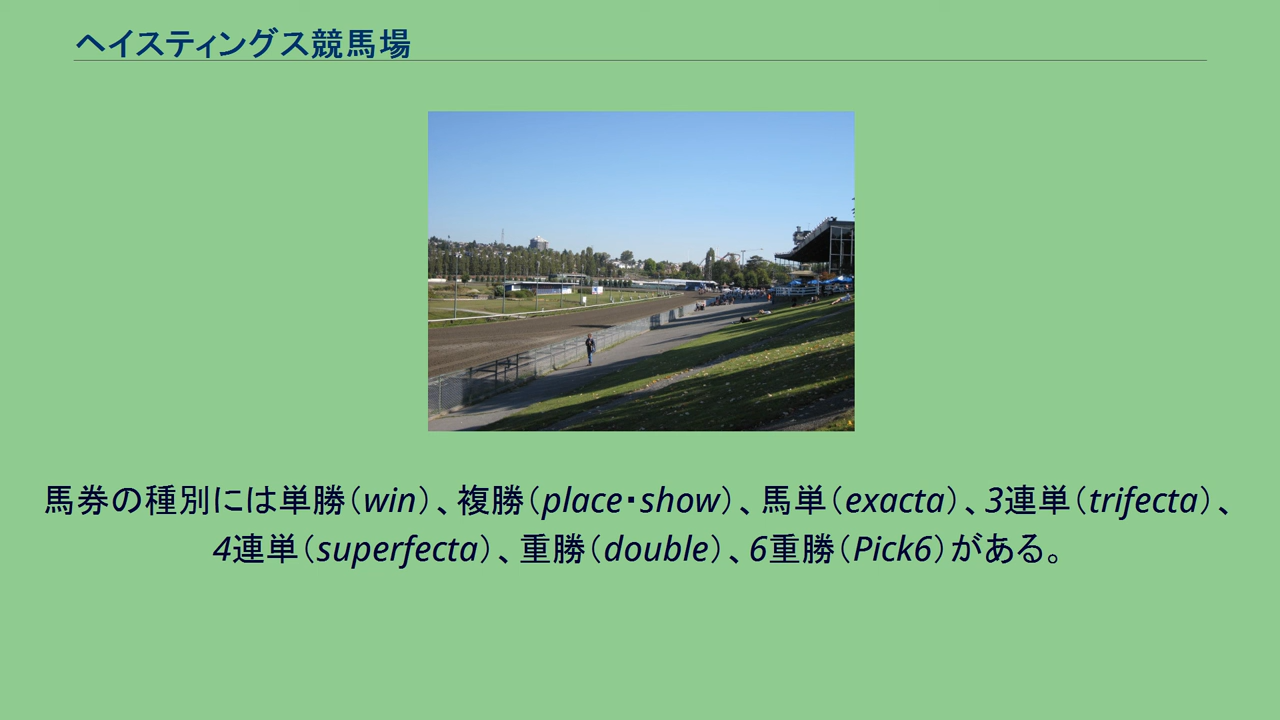 ヘイスティングス競馬場
馬券の種別には単勝（win）、複勝（place・show）、馬単（exacta）、3連単（trifecta）、
4連単（superfecta）、重勝（double）、6重勝（Pick6）がある。